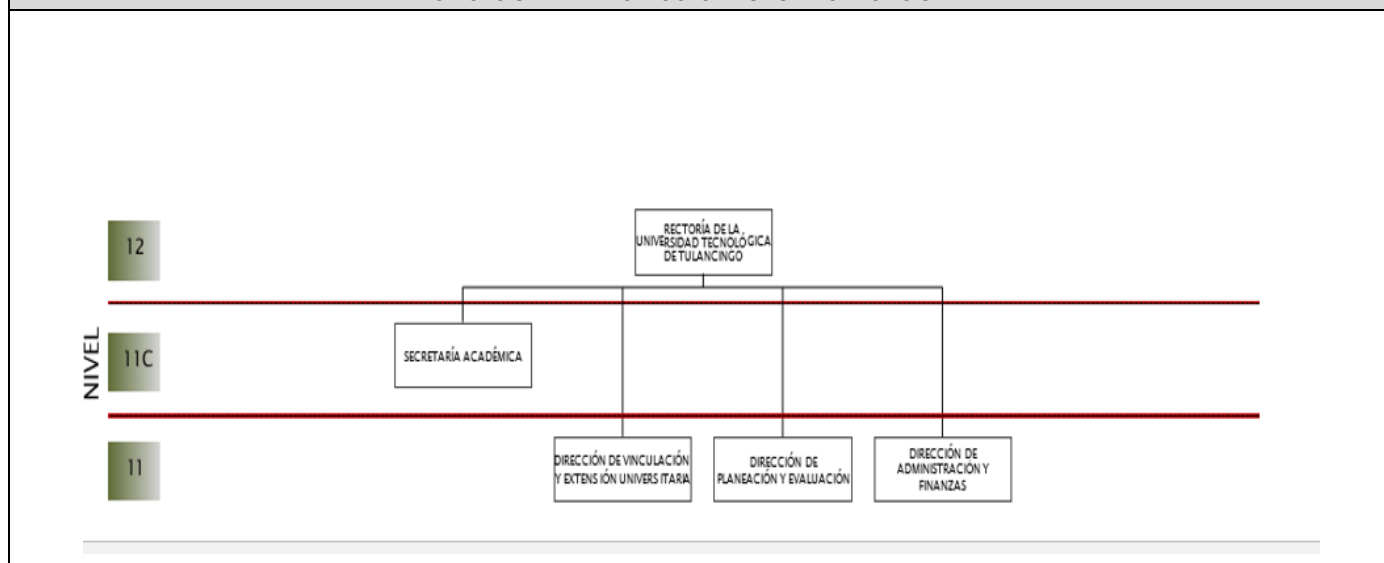 12
RECTORÍA DE LA
UNIVERSIDAD TECNOLÓGICA
DE TULANCINGO
NIVEL
11C
SECRETARÍA ACADÉMICA
11
DIRECCIÓN DE VINCULACIÓN
Y EXTENSIÓN UNIVERSITARIA
DIRECCIÓN DE
PLANEACIÓN Y EVALUACIÓN
DIRECCIÓN DE
ADMINISTRACIÓN Y
FINANZAS